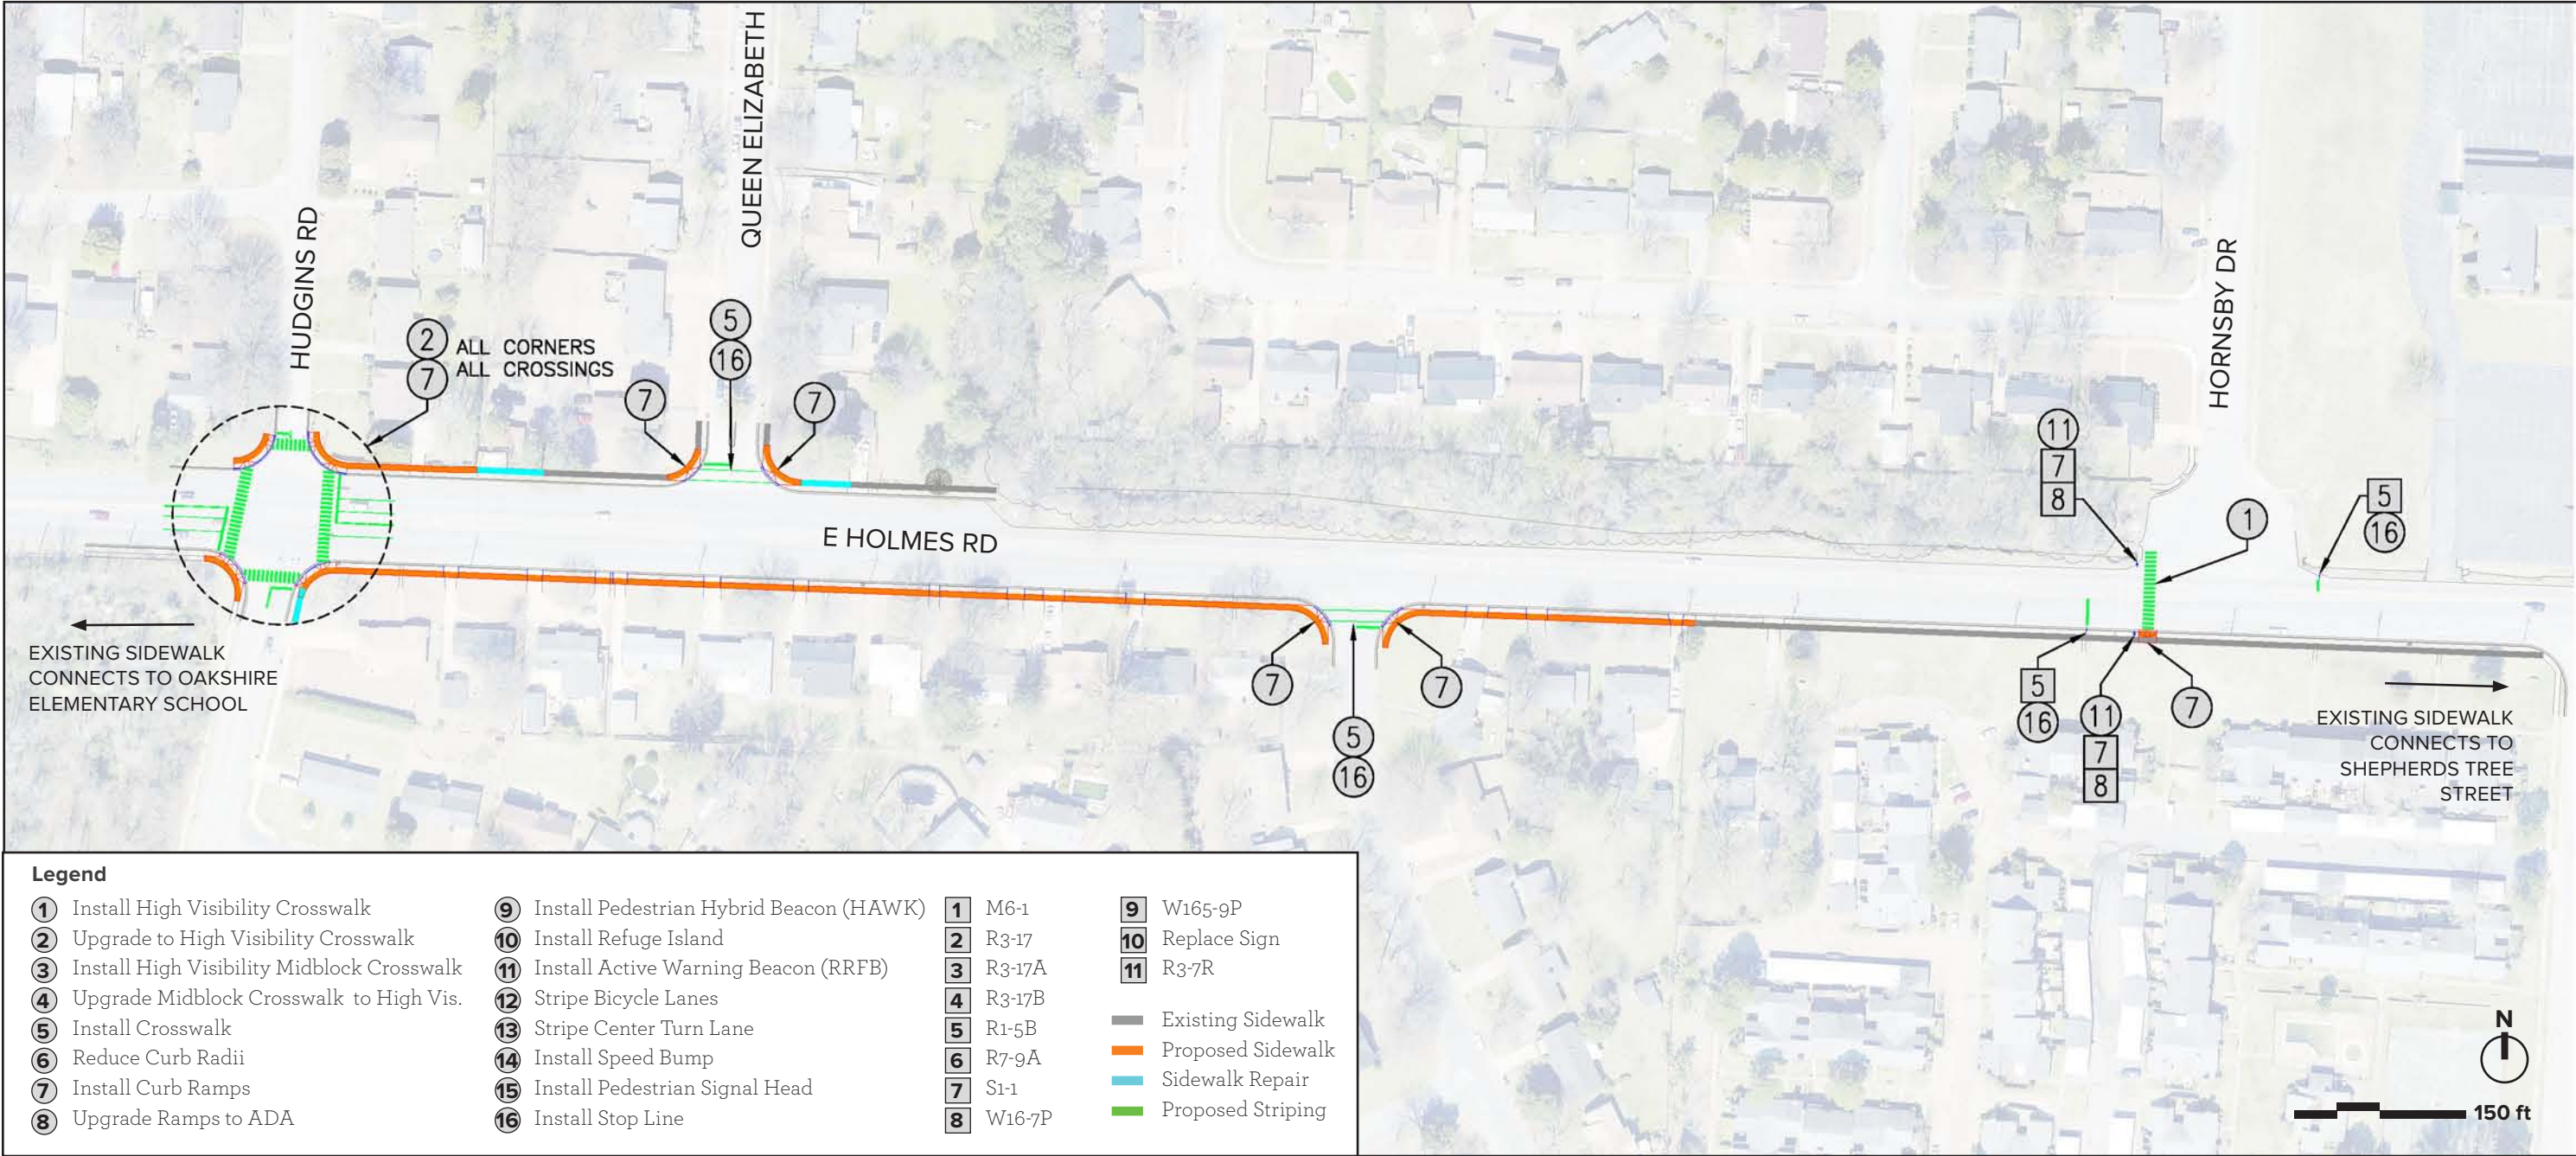 QUEEN ELIZABETH
HUDGINS RD
HORNSBY DR
2
7
ALL CORNERS
ALL CROSSINGS
5
16
7
7
11
7
8
1
5
16
E HOLMES RD
EXISTING SIDEWALK
CONNECTS TO OAKSHIRE
ELEMENTARY SCHOOL
7
5
16
7
5
16
11
7
8
7
EXISTING SIDEWALK
CONNECTS TO
SHEPHERDS TREE
STREET
Legend
1 Install High Visibility Crosswalk
2 Upgrade to High Visibility Crosswalk
3 Install High Visibility Midblock Crosswalk
4 Upgrade Midblock Crosswalk to High Vis.
5 Install Crosswalk
6 Reduce Curb Radii
7 Install Curb Ramps
8 Upgrade Ramps to ADA
9 Install Pedestrian Hybrid Beacon (HAWK)
10 Install Refuge Island
11 Install Active Warning Beacon (RRFB)
12 Stripe Bicycle Lanes
13 Stripe Center Turn Lane
14 Install Speed Bump
15 Install Pedestrian Signal Head
16 Install Stop Line
1 M6-1
2 R3-17
3 R3-17A
4 R3-17B
5 R1-5B
6 R7-9A
7 S1-1
8 W16-7P
9 W165-9P
10 Replace Sign
11 R3-7R
Existing Sidewalk
Proposed Sidewalk
Sidewalk Repair
Proposed Striping
N
150 ft